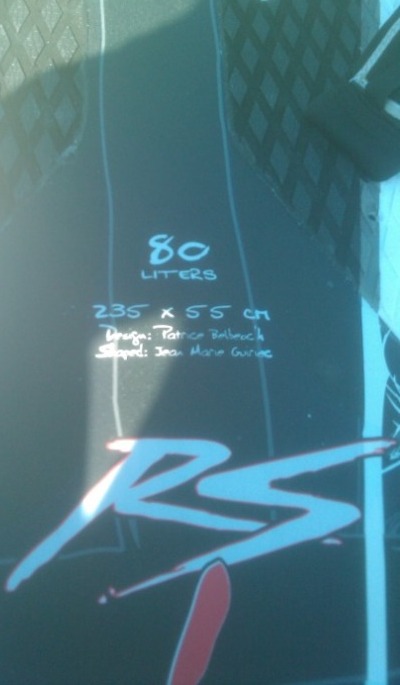 80
LITERS
235 x 55 cm
Design: Patrice Belbeoc'h
Shaped: Jean Marie Guiriec
RS